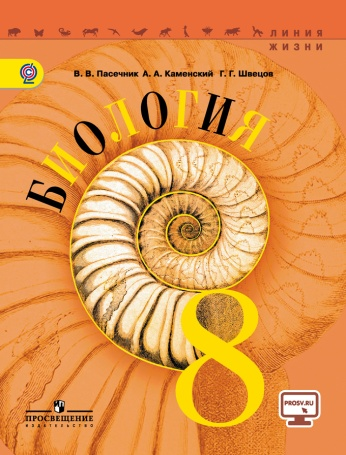 ЛИНИЯ
ЖИЗНИ
В. В. Пасечник А. А. Каменский Г. Г. Швецов
БИОЛОГИЯ
8
ПРОСВЕЩЕНИЕ
ИЗДАТЕЛЬСТВО
PROSV.RU